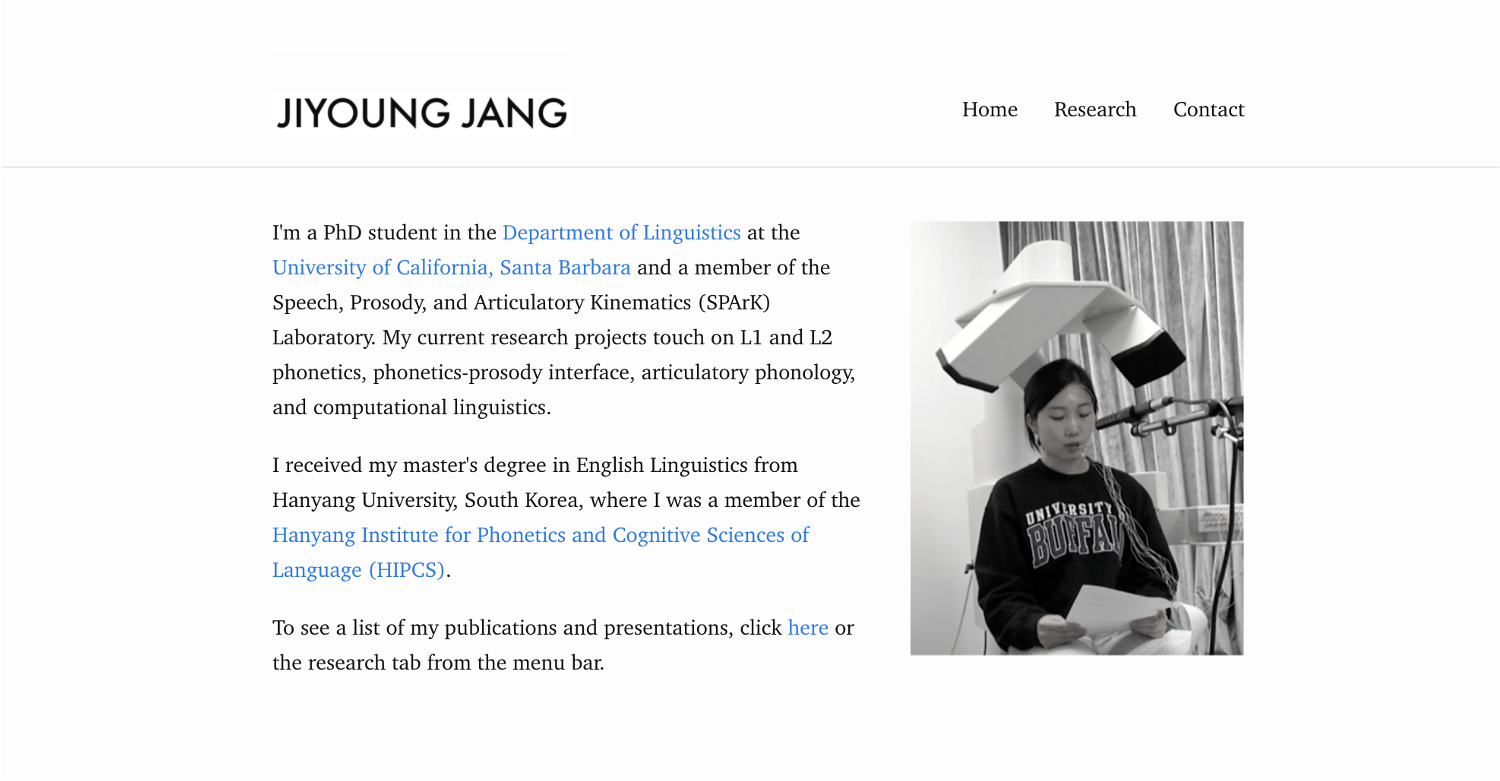 JIYOUNG JANG
Home Research Contact
I'm a PhD student in the Department of Linguistics at the
University of California, Santa Barbara and a member of the
Speech, Prosody, and Articulatory Kinematics (SPArK)
Laboratory. My current research projects touch on L1 and L2
phonetics, phonetics-prosody interface, articulatory phonology,
and computational linguistics.
I received my master's degree in English Linguistics from
Hanyang University, South Korea, where I was a member of the
Hanyang Institute for Phonetics and Cognitive Sciences of
Language (HIPCS).
To see a list of my publications and presentations, click here or
the research tab from the menu bar.
UNIVERSITY